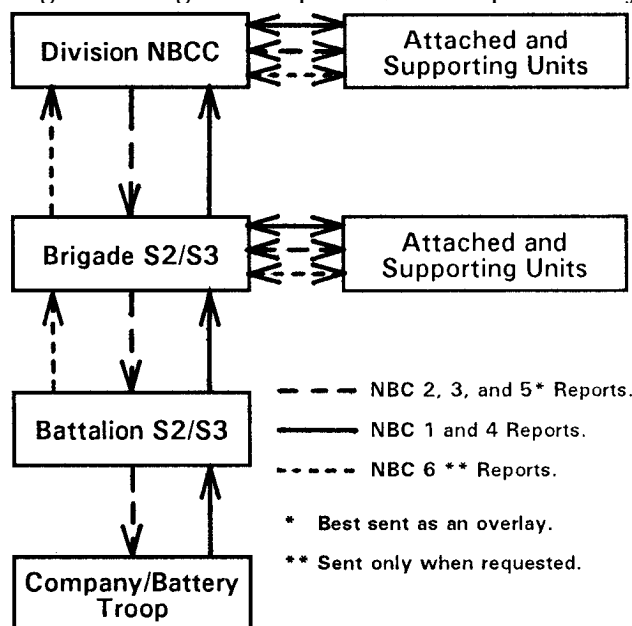 Division NBCC
Attached and
Supporting Units
Brigade S2/S3
Attached and
Supporting Units
Battalion S2/S3
NBC 2, 3, and 5* Reports.
NBC 1 and 4 Reports.
NBC 6 ** Reports.
* Best sent as an overlay.
** Sent only when requested.
Company/Battery
Troop